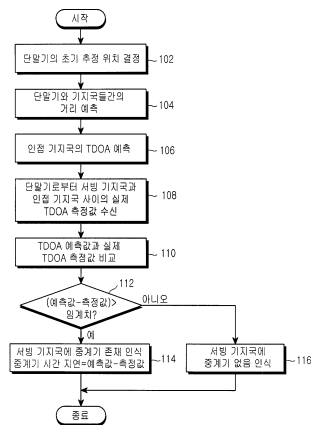 시작
단말기의 초기 추정 위치 결정
102
단말기와 기지국들간의
거리 예측
104
인접 기지국의 TDOA 예측
106
단말기로부터 서빙 기지국과
인접 기지국 사이의 실제
TDOA 측정값 수신
108
TDOA 예측값과 실제
TDOA 측정값 비교
110
112
(예측값-측정값)>
임계치?
아니오
예
서빙 기지국에 중계기 존재 인식
중계기 시간 지연=예측값-측정값
114
서빙 기지국에
중계기 없음 인식
116
종료